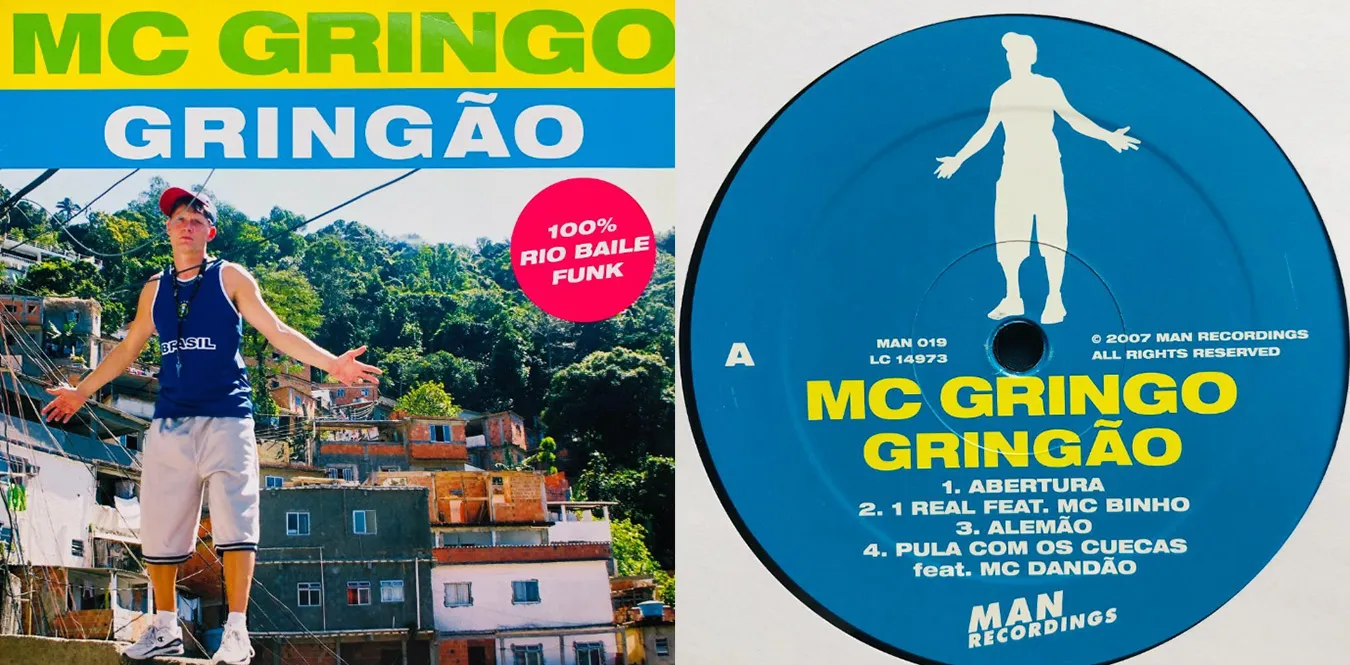 MC GRINGO
GRINGÃO
100%
RIO BAILE
FUNK
BRASIL
A
MAN 019
LC 14973
© 2007 MAN RECORDINGS
ALL RIGHTS RESERVED
MC GRINGO
GRINGÃO
1. ABERTURA
2. 1 REAL FEAT. MC BINHO
3. ALEMÃO
4. PULA COM OS CUECAS
feat. MC DANDÃO
MAN
RECORDINGS